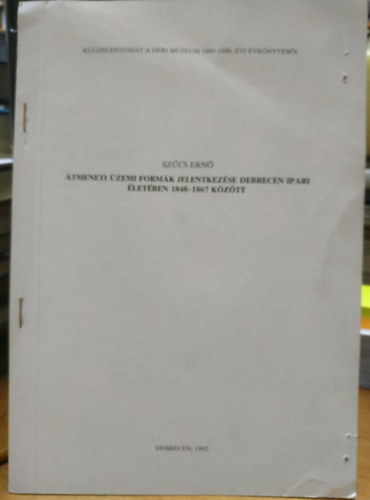 KÜLÖNLENYOMAT A DÉRI MÚZEUM 1989–1990. ÉVI ÉVKÖNYVÉBŐL
SZŰCS ERNŐ
ÁTMENETI ÜZEMI FORMÁK JELENTKEZÉSE DEBRECEN IPARI
ÉLETÉBEN 1848–1867 KÖZÖTT
DEBRECEN, 1992